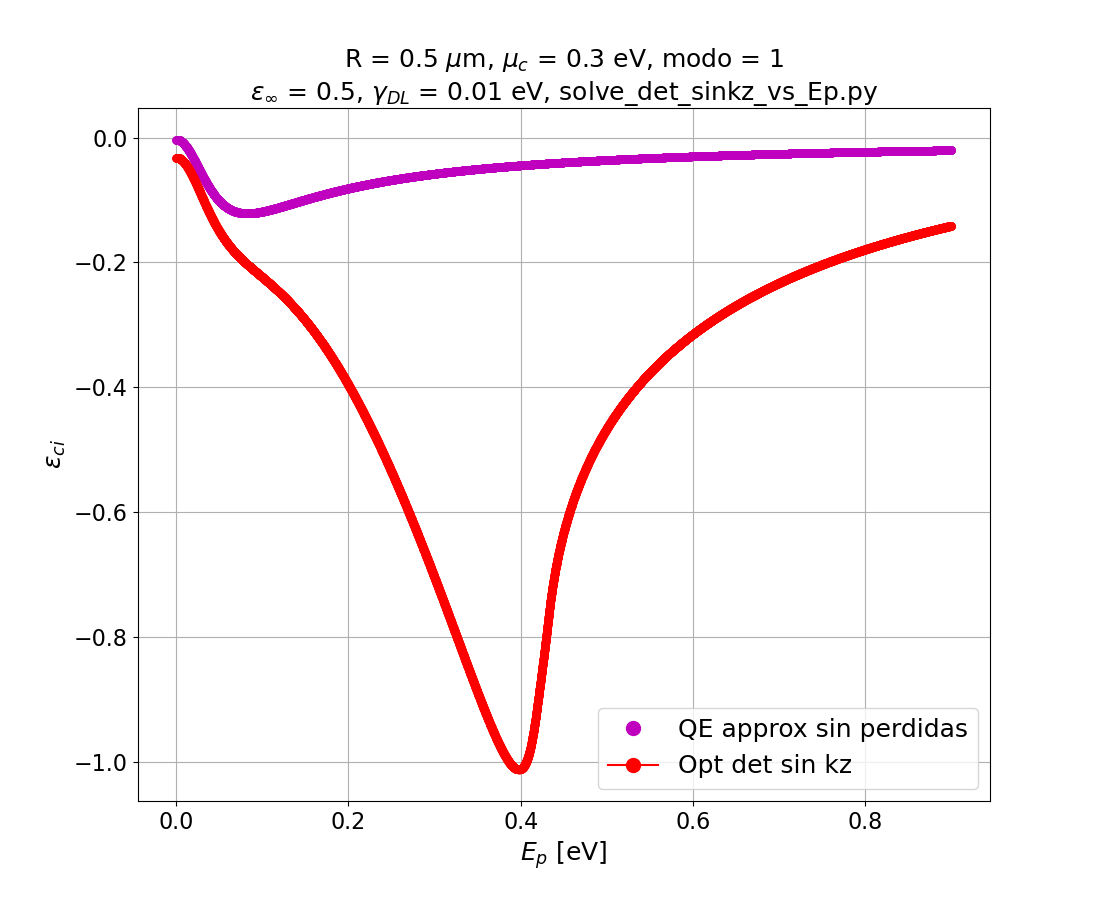 R = 0.5 μm, μc = 0.3 eV, modo = 1
ε∞ = 0.5, γDL = 0.01 eV, solve_det_sinkz_vs_Ep.py
0.0
−0.2
−0.4
−0.6
−0.8
−1.0
εci
QE approx sin perdidas
Opt det sin kz
0.0 0.2 0.4 0.6 0.8
Ep [eV]